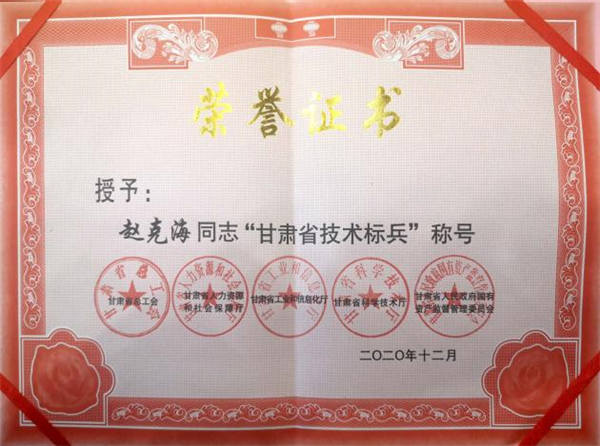 荣誉证书
授予：
赵克海同志“甘肃省技术标兵”称号
甘肃省总工会
甘肃省人力资源和社会保障厅
甘肃省工业和信息化厅
甘肃省科学技术厅
甘肃省人民政府国有资产监督管理委员会
二〇二〇年十二月